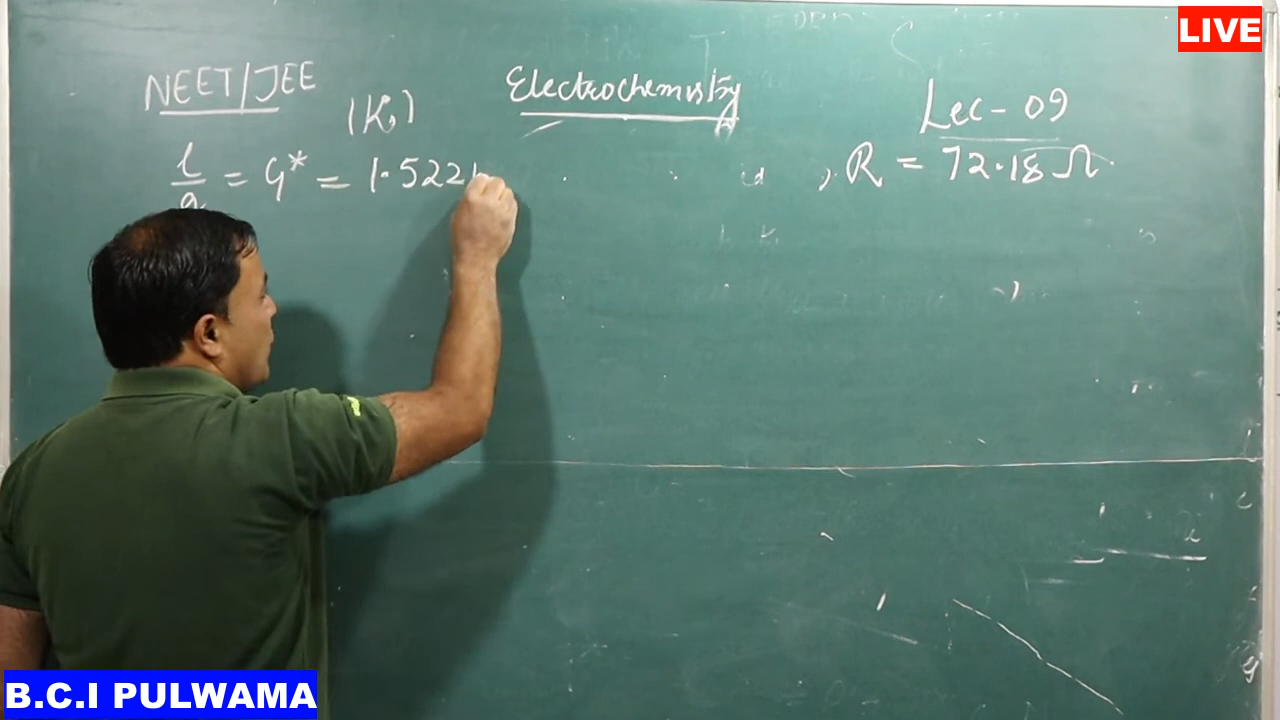 LIVE
NEET/JEE
Electrochemistry
Lec-09
(K)
l/a = G* = 1.522
, R = 72.18 Ω
B.C.I PULWAMA